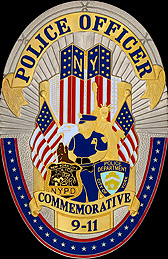 POLICE OFFICER
NY
NYPD
POLICE
DEPARTMENT
COMMEMORATIVE
9-11